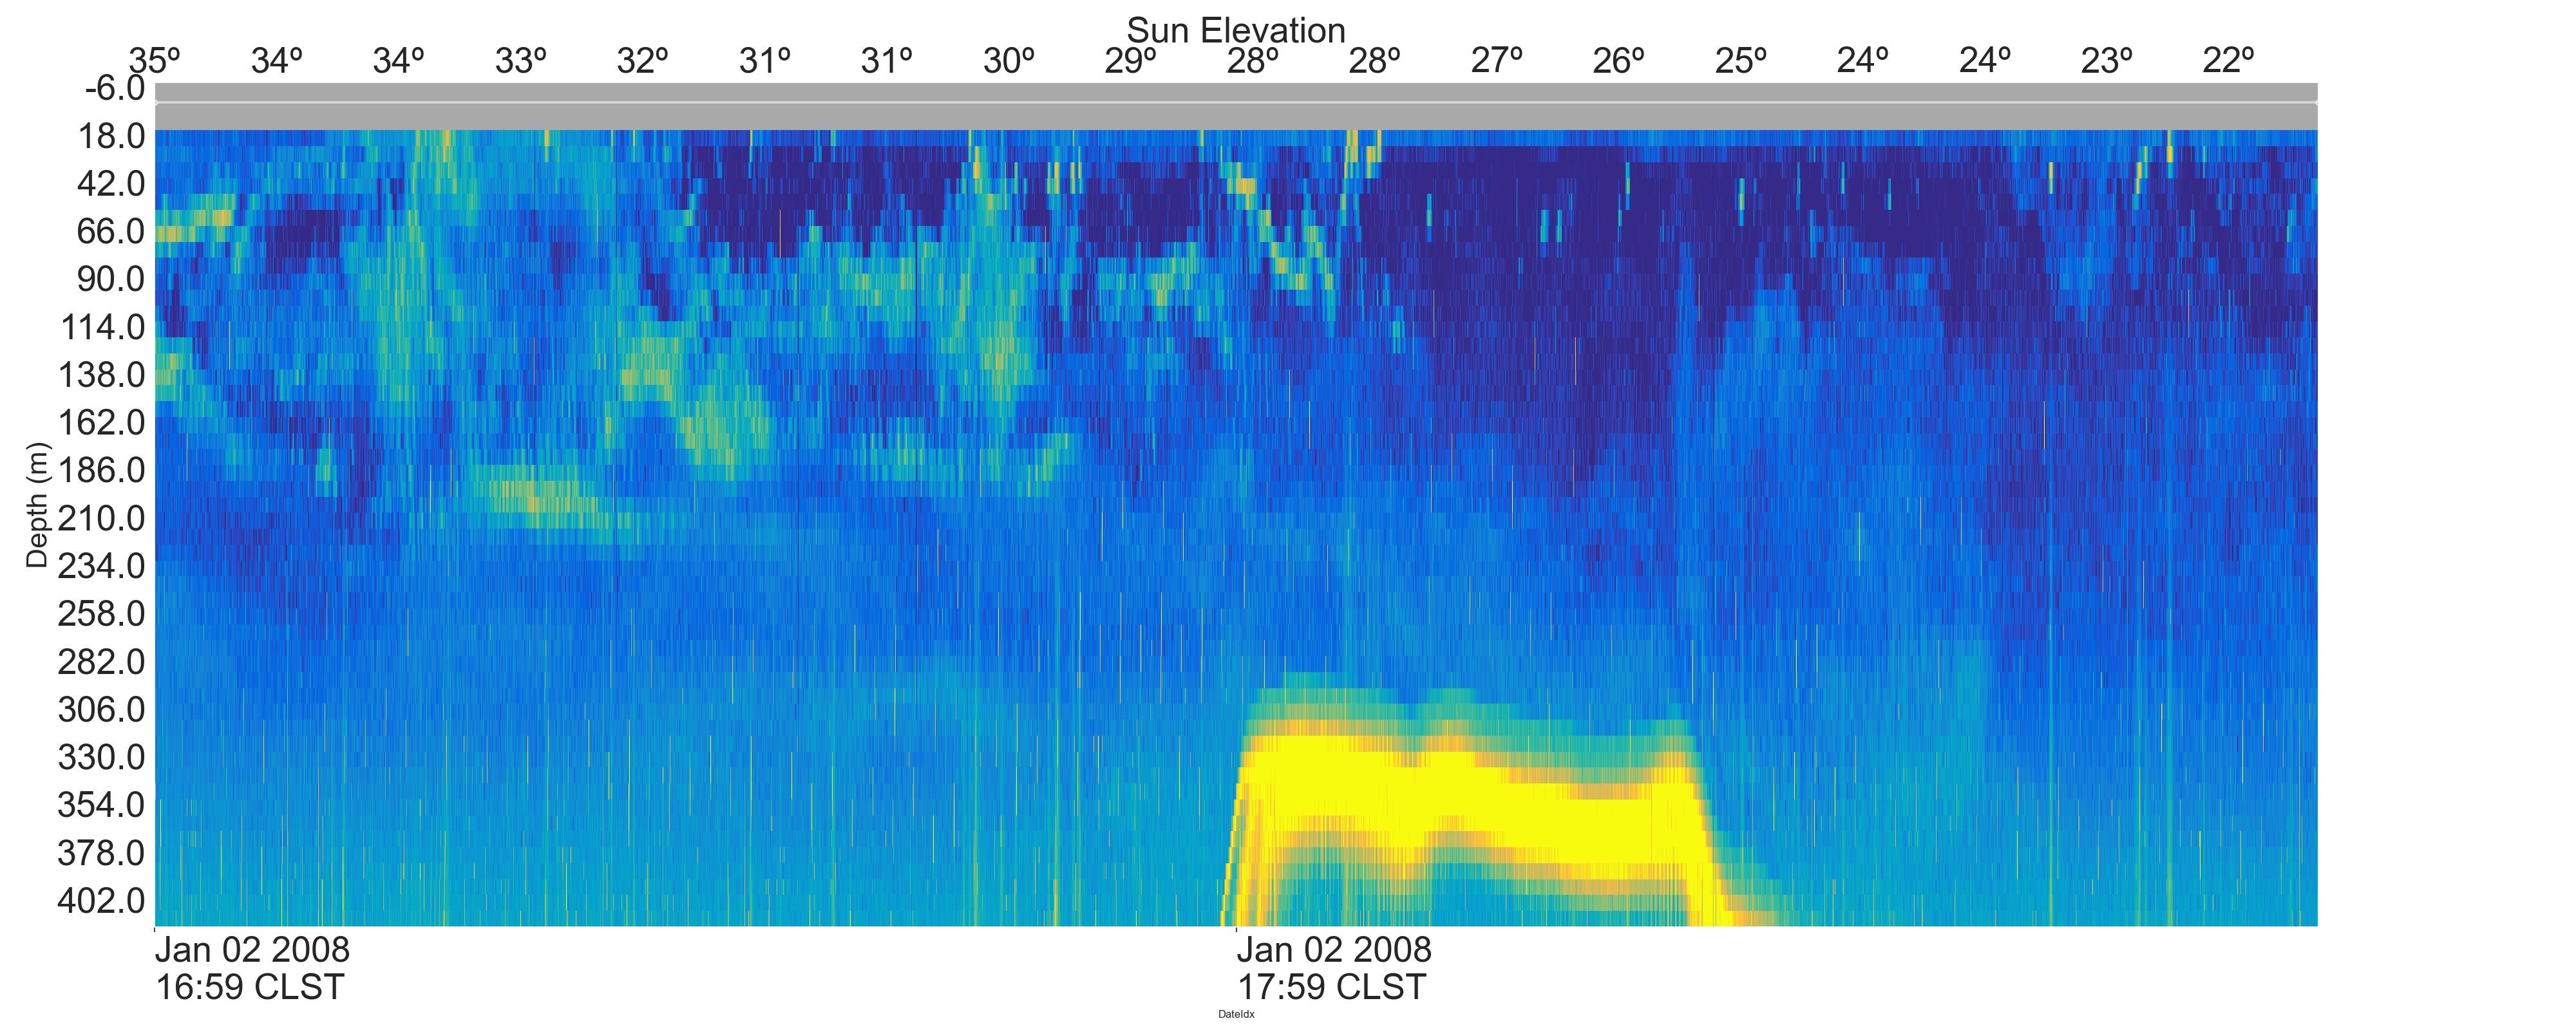 Sun Elevation
35º 34º 34º 33º 32º 31º 31º 30º 29º 28º 28º 27º 26º 25º 24º 24º 23º 22º
-6.0
18.0
42.0
66.0
90.0
114.0
138.0
162.0
186.0
210.0
234.0
258.0
282.0
306.0
330.0
354.0
378.0
402.0
Depth (m)
Jan 02 2008
16:59 CLST
Jan 02 2008
17:59 CLST
DateIdx